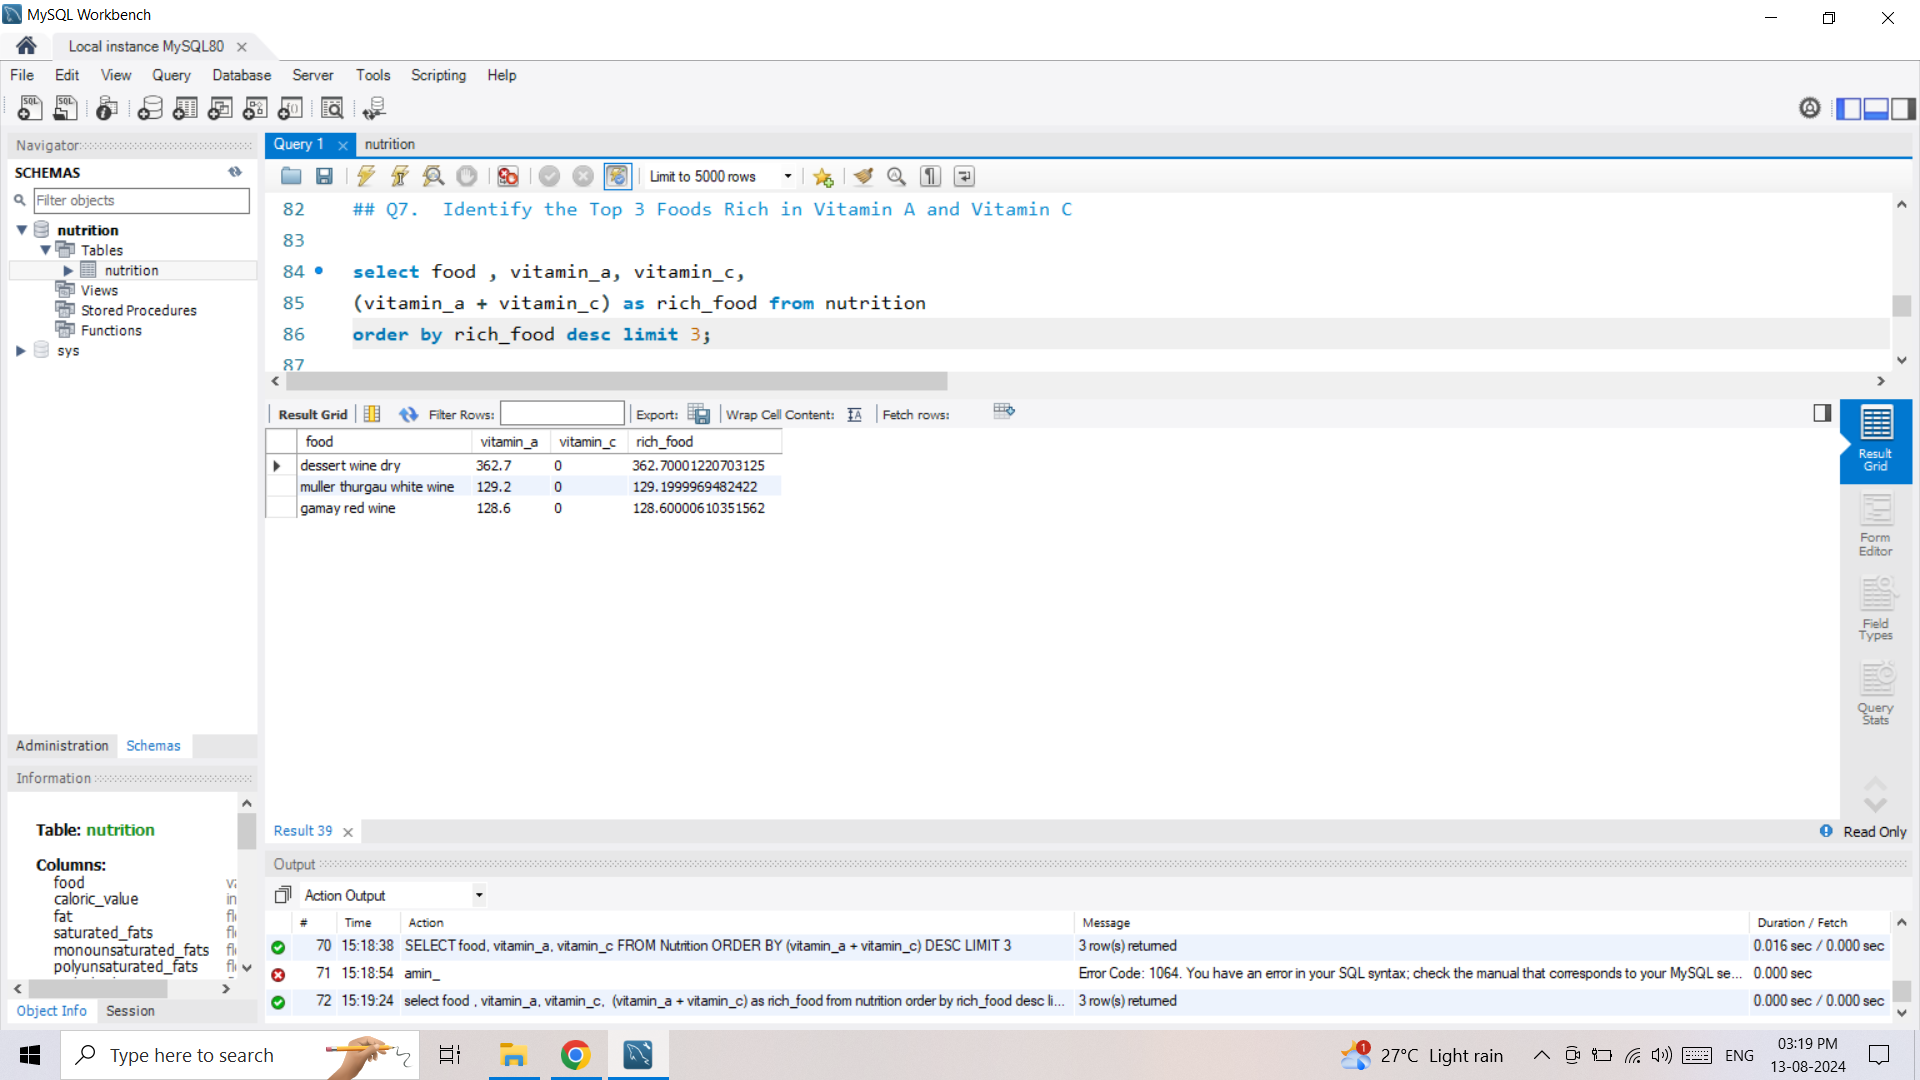 MySQL Workbench
Local instance MySQL80
File Edit View Query Database Server Tools Scripting Help
Navigator
Query 1 nutrition
SCHEMAS
Limit to 5000 rows
Filter objects
nutrition
Tables
nutrition
Views
Stored Procedures
Functions
sys
82 ## Q7. Identify the Top 3 Foods Rich in Vitamin A and Vitamin C
83
84 select food , vitamin_a, vitamin_c,
85 (vitamin_a + vitamin_c) as rich_food from nutrition
86 order by rich_food desc limit 3;
87
Result Grid Filter Rows: Export: Wrap Cell Content: Fetch rows:
food vitamin_a vitamin_c rich_food
dessert wine dry 362.7 0 362.70001220703125
muller thurgau white wine 129.2 0 129.1999969482422
gamay red wine 128.6 0 128.60000610351562
Result
Grid
Form
Editor
Field
Types
Query
Stats
Administration Schemas
Information
Table: nutrition
Columns:
food
caloric_value
fat
saturated_fats
monounsaturated_fats
polyunsaturated_fats
Object Info Session
Result 39
Read Only
Output
Action Output
# Time Action Message Duration / Fetch
70 15:18:38 SELECT food, vitamin_a, vitamin_c FROM Nutrition ORDER BY (vitamin_a + vitamin_c) DESC LIMIT 3 3 row(s) returned 0.016 sec / 0.000 sec
71 15:18:54 amin_ Error Code: 1064. You have an error in your SQL syntax; check the manual that corresponds to your MySQL se... 0.000 sec
72 15:19:24 select food , vitamin_a, vitamin_c, (vitamin_a + vitamin_c) as rich_food from nutrition order by rich_food desc li... 3 row(s) returned 0.000 sec / 0.000 sec
Type here to search
1
27°C Light rain
ENG
03:19 PM
13-08-2024